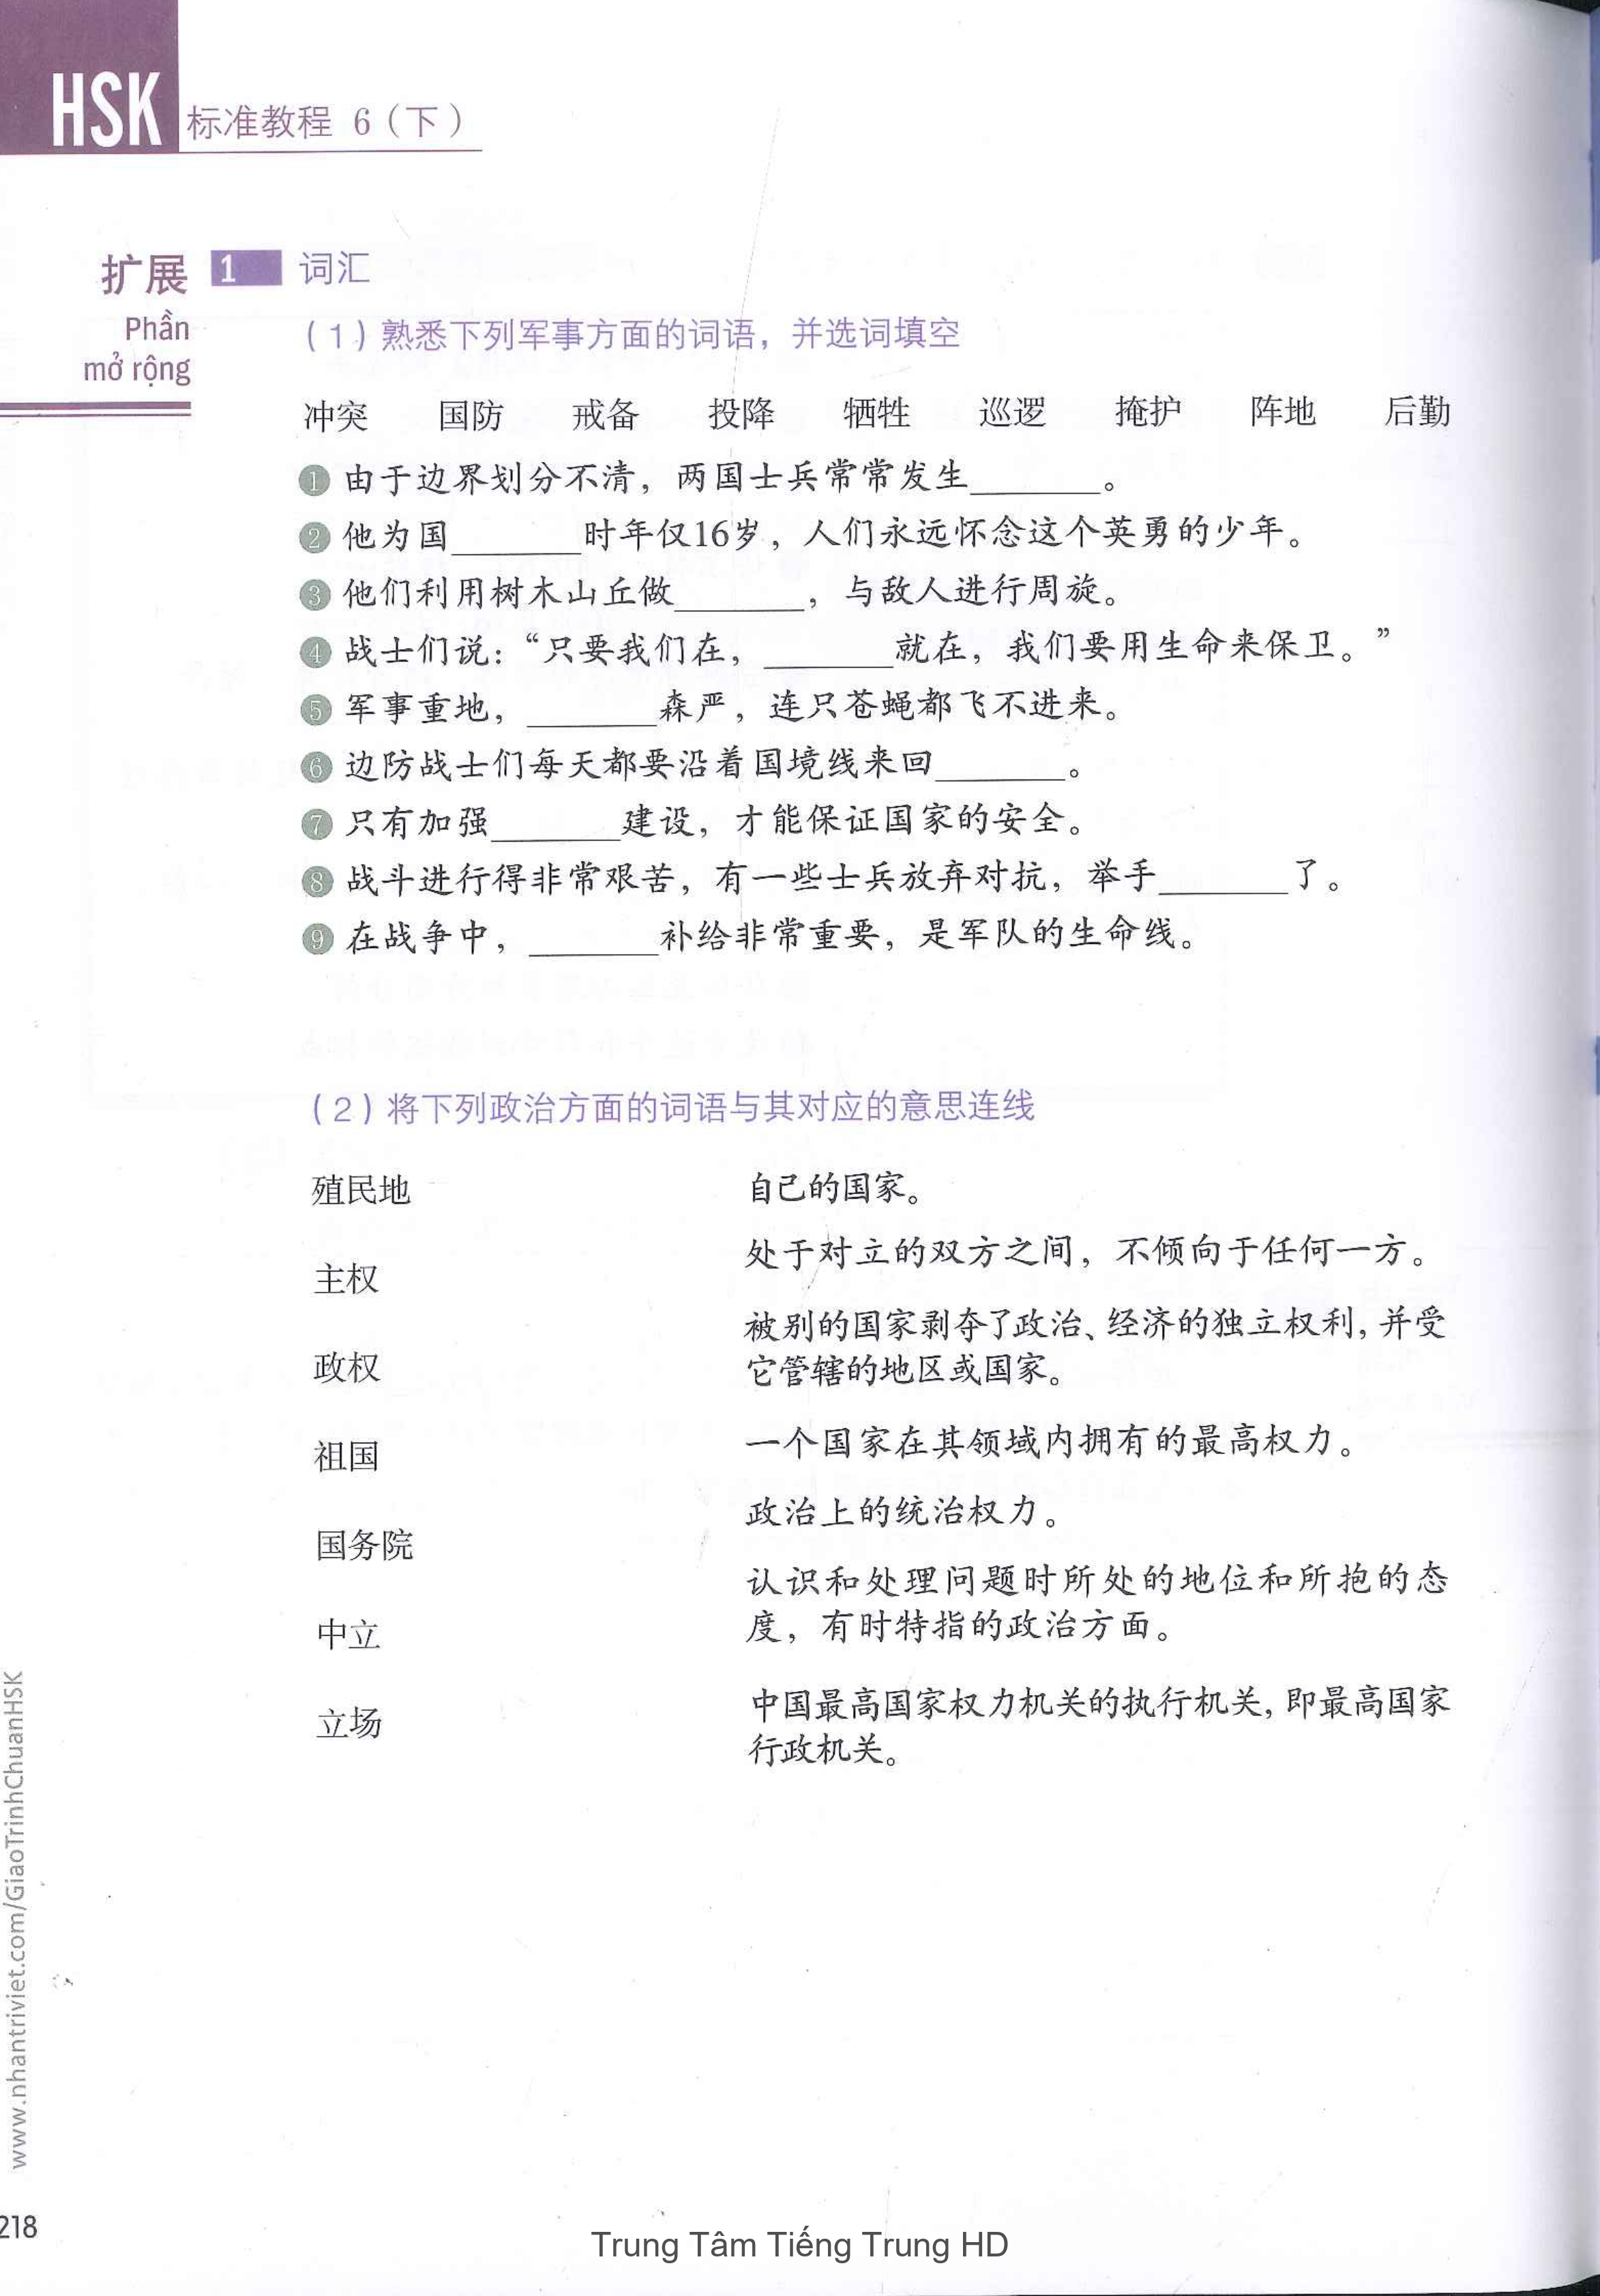 HSK 标准教程 6（下）
扩展 1 词汇
Phần
mở rộng
（1）熟悉下列军事方面的词语，并选词填空
冲突 国防 戒备 投降 牺牲 巡逻 掩护 阵地 后勤
1 由于边界划分不清，两国士兵常常发生________。
2 他为国________时年仅16岁，人们永远怀念这个英勇的少年。
3 他们利用树木山丘做________，与敌人进行周旋。
4 战士们说：“只要我们在，________就在，我们要用生命来保卫。”
5 军事重地，________森严，连只苍蝇都飞不进来。
6 边防战士们每天都要沿着国境线来回________。
7 只有加强________建设，才能保证国家的安全。
8 战斗进行得非常艰苦，有一些士兵放弃对抗，举手________了。
9 在战争中，________补给非常重要，是军队的生命线。
（2）将下列政治方面的词语与其对应的意思连线
殖民地
主权
政权
祖国
国务院
中立
立场
自己的国家。
处于对立的双方之间，不倾向于任何一方。
被别的国家剥夺了政治、经济的独立权利，并受
它管辖的地区或国家。
一个国家在其领域内拥有的最高权力。
政治上的统治权力。
认识和处理问题时所处的地位和所抱的态
度，有时特指的政治方面。
中国最高国家权力机关的执行机关，即最高国家
行政机关。
www.nhantriviet.com/GiaoTrinhChuanHSK
218
Trung Tâm Tiếng Trung HD